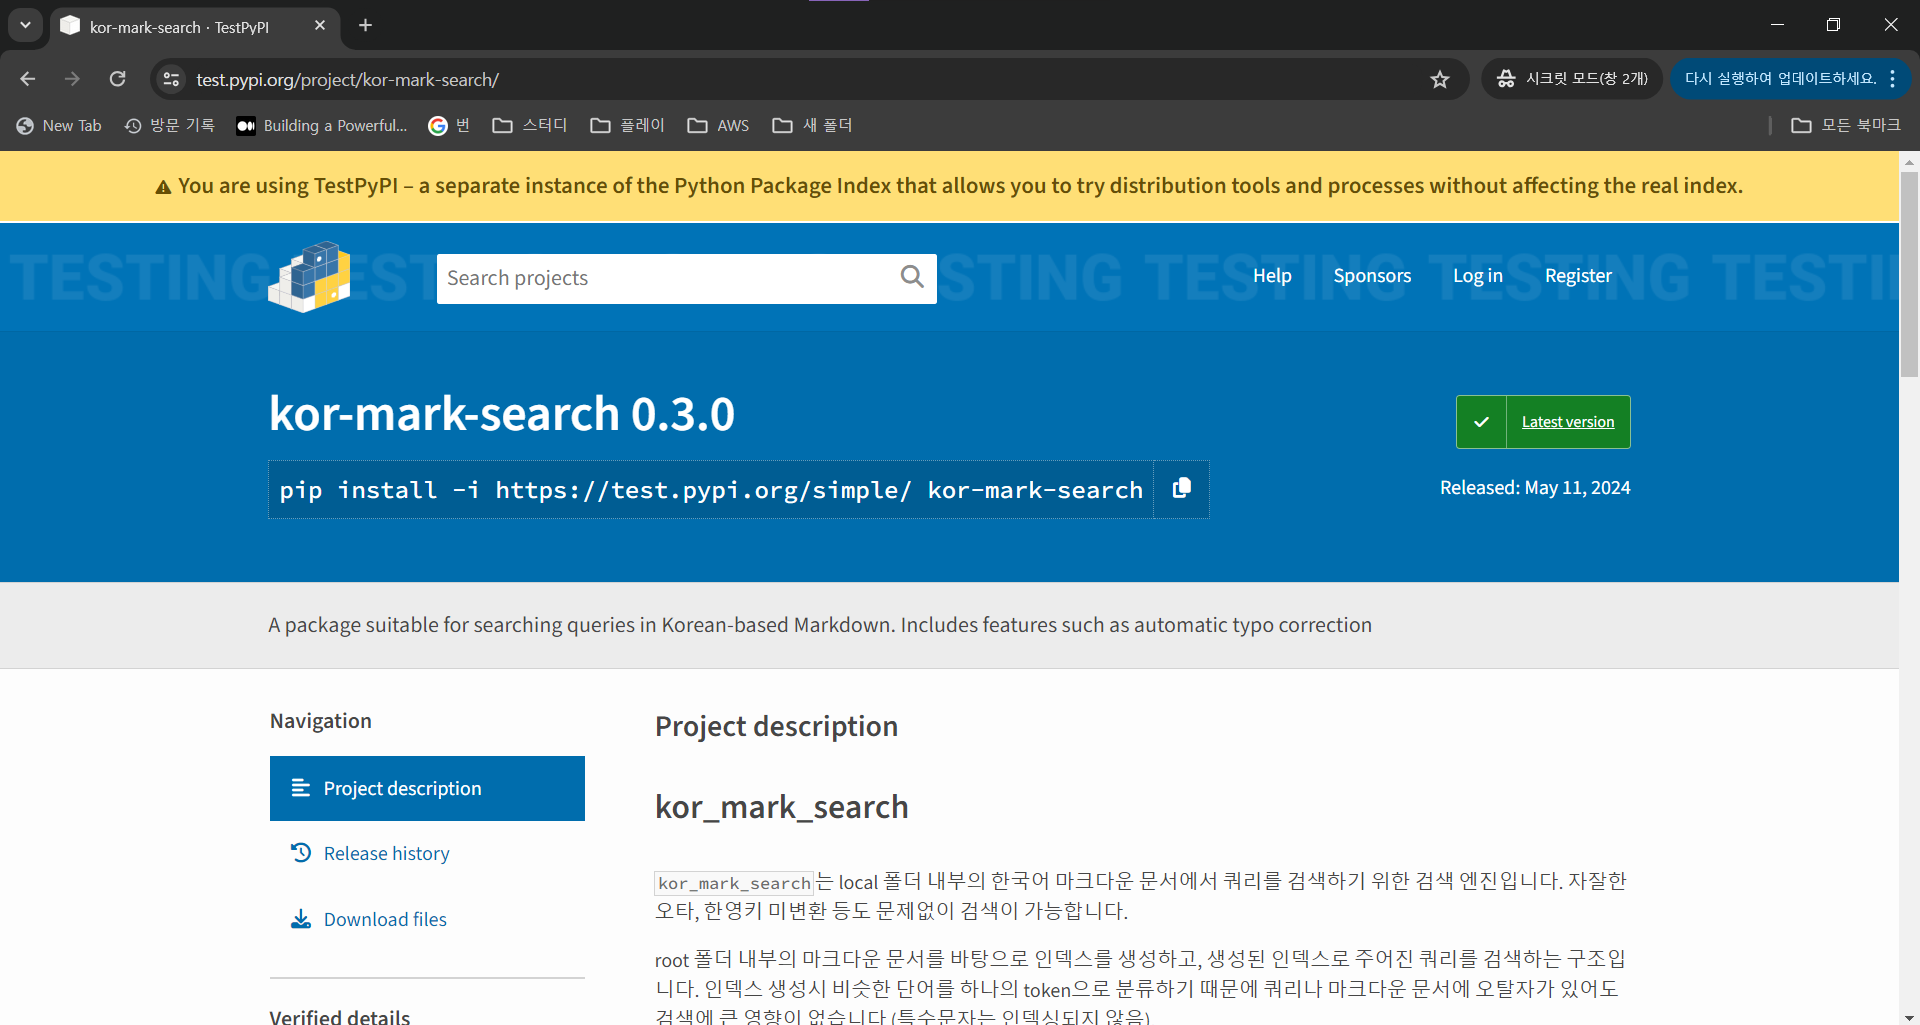 kor-mark-search · TestPyPI
test.pypi.org/project/kor-mark-search/
시크릿 모드(창 2개)
다시 실행하여 업데이트하세요.
New Tab
방문 기록
Building a Powerful...
번
스터디
플레이
AWS
새 폴더
모든 북마크
You are using TestPyPI – a separate instance of the Python Package Index that allows you to try distribution tools and processes without affecting the real index.
TESTING TEST STING TESTING TESTING TESTI
Search projects
Help
Sponsors
Log in
Register
kor-mark-search 0.3.0
Latest version
pip install -i https://test.pypi.org/simple/ kor-mark-search
Released: May 11, 2024
A package suitable for searching queries in Korean-based Markdown. Includes features such as automatic typo correction
Navigation
Project description
Release history
Download files
Verified details
Project description
kor_mark_search
kor_mark_search는 local 폴더 내부의 한국어 마크다운 문서에서 쿼리를 검색하기 위한 검색 엔진입니다. 자잘한
오타, 한영키 미변환 등도 문제없이 검색이 가능합니다.
root 폴더 내부의 마크다운 문서를 바탕으로 인덱스를 생성하고, 생성된 인덱스로 주어진 쿼리를 검색하는 구조입
니다. 인덱스 생성시 비슷한 단어를 하나의 token으로 분류하기 때문에 쿼리나 마크다운 문서에 오탈자가 있어도
검색에 큰 영향이 없습니다 (특수문자는 인덱싱되지 않음)